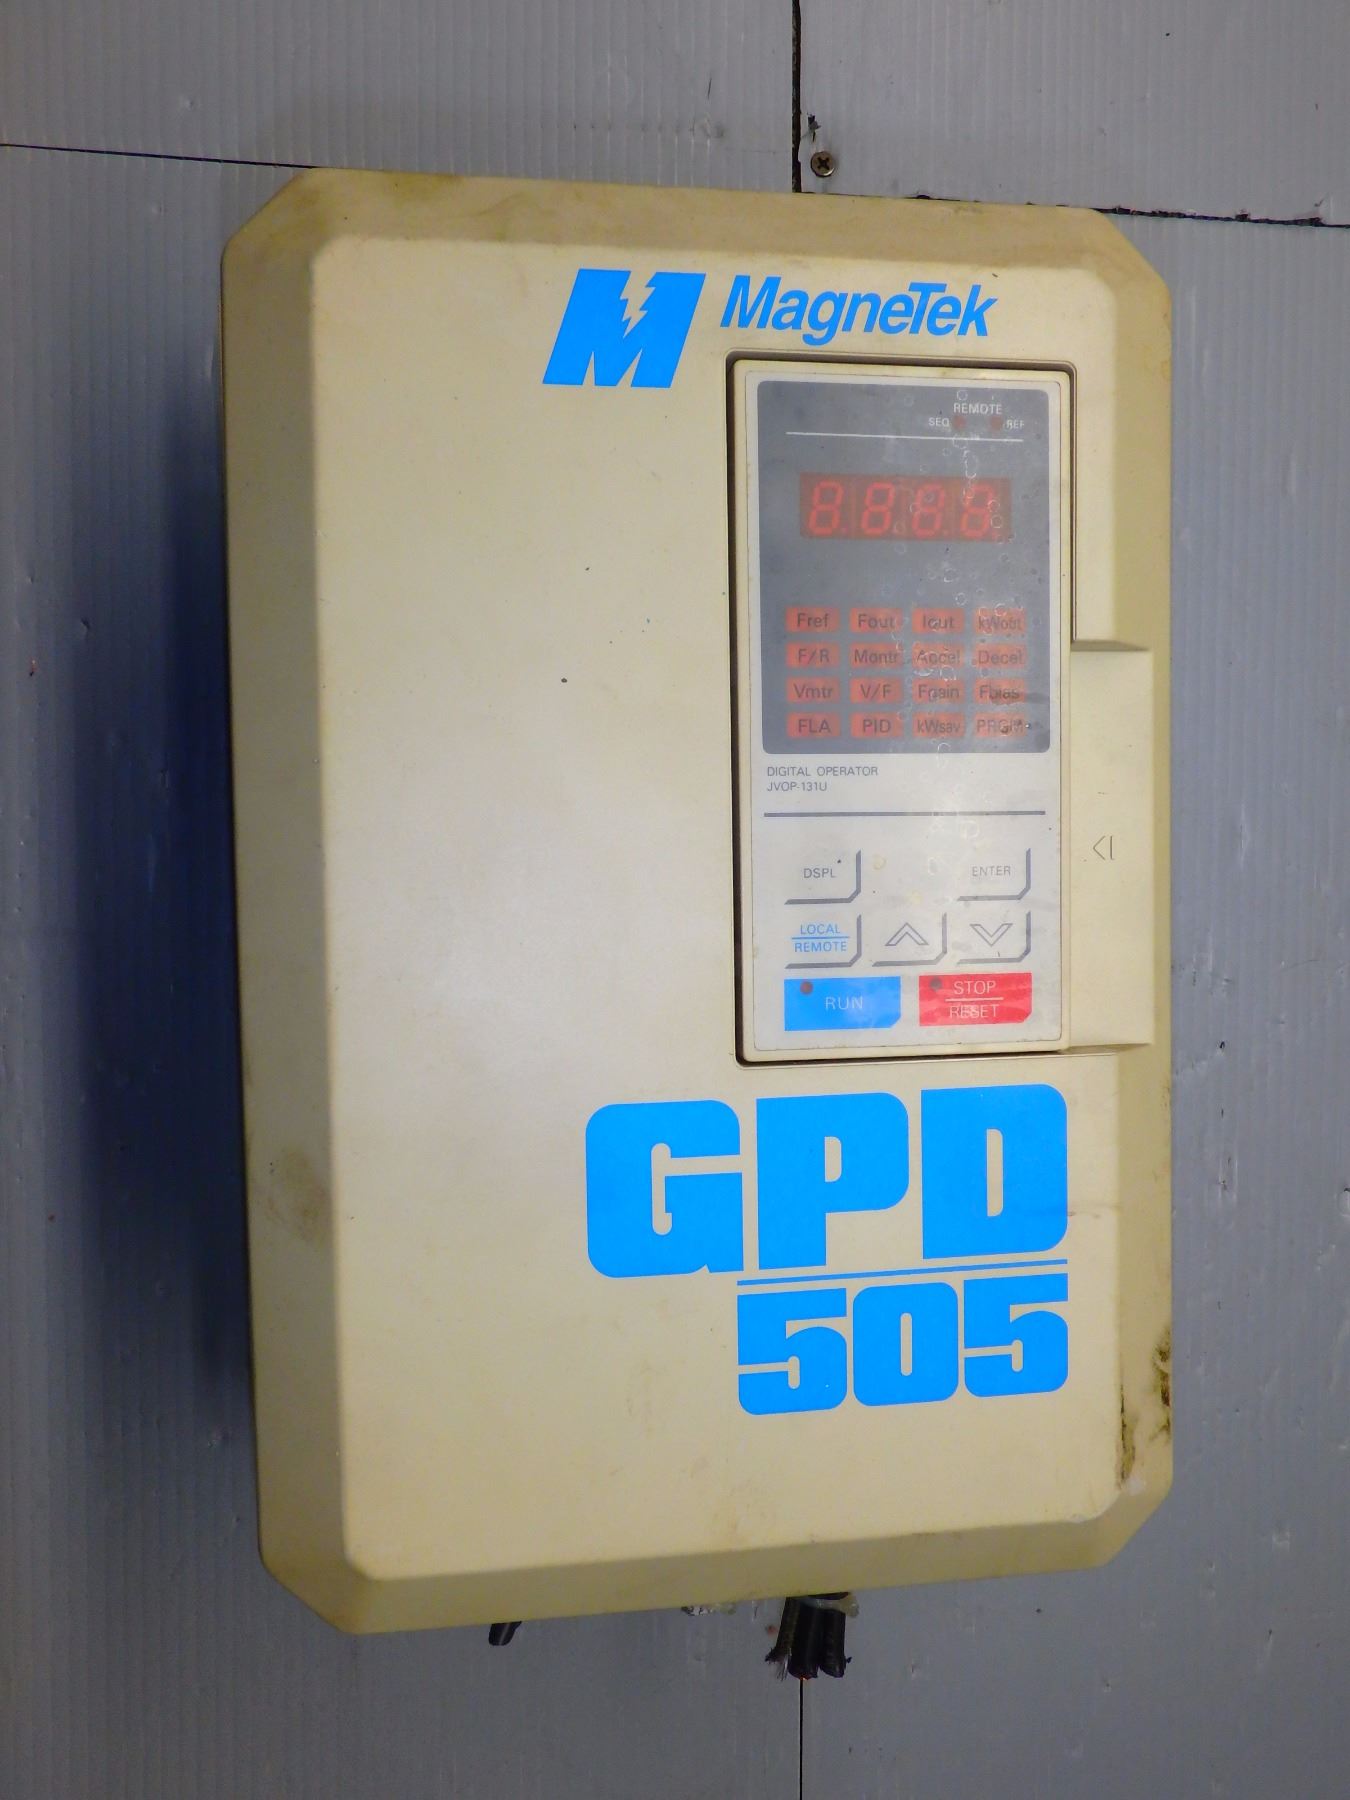 M MagneTek
REMOTE
SEQ REF
8.8.8.8.
Fref Fout Iout kWout
F/R Montr Accel Decel
Vmtr V/F Fgain Fbias
FLA PID kWsav PRGM
DIGITAL OPERATOR
JVOP-131U
DSPL ENTER
LOCAL
REMOTE
RUN STOP
RESET
GPD
505